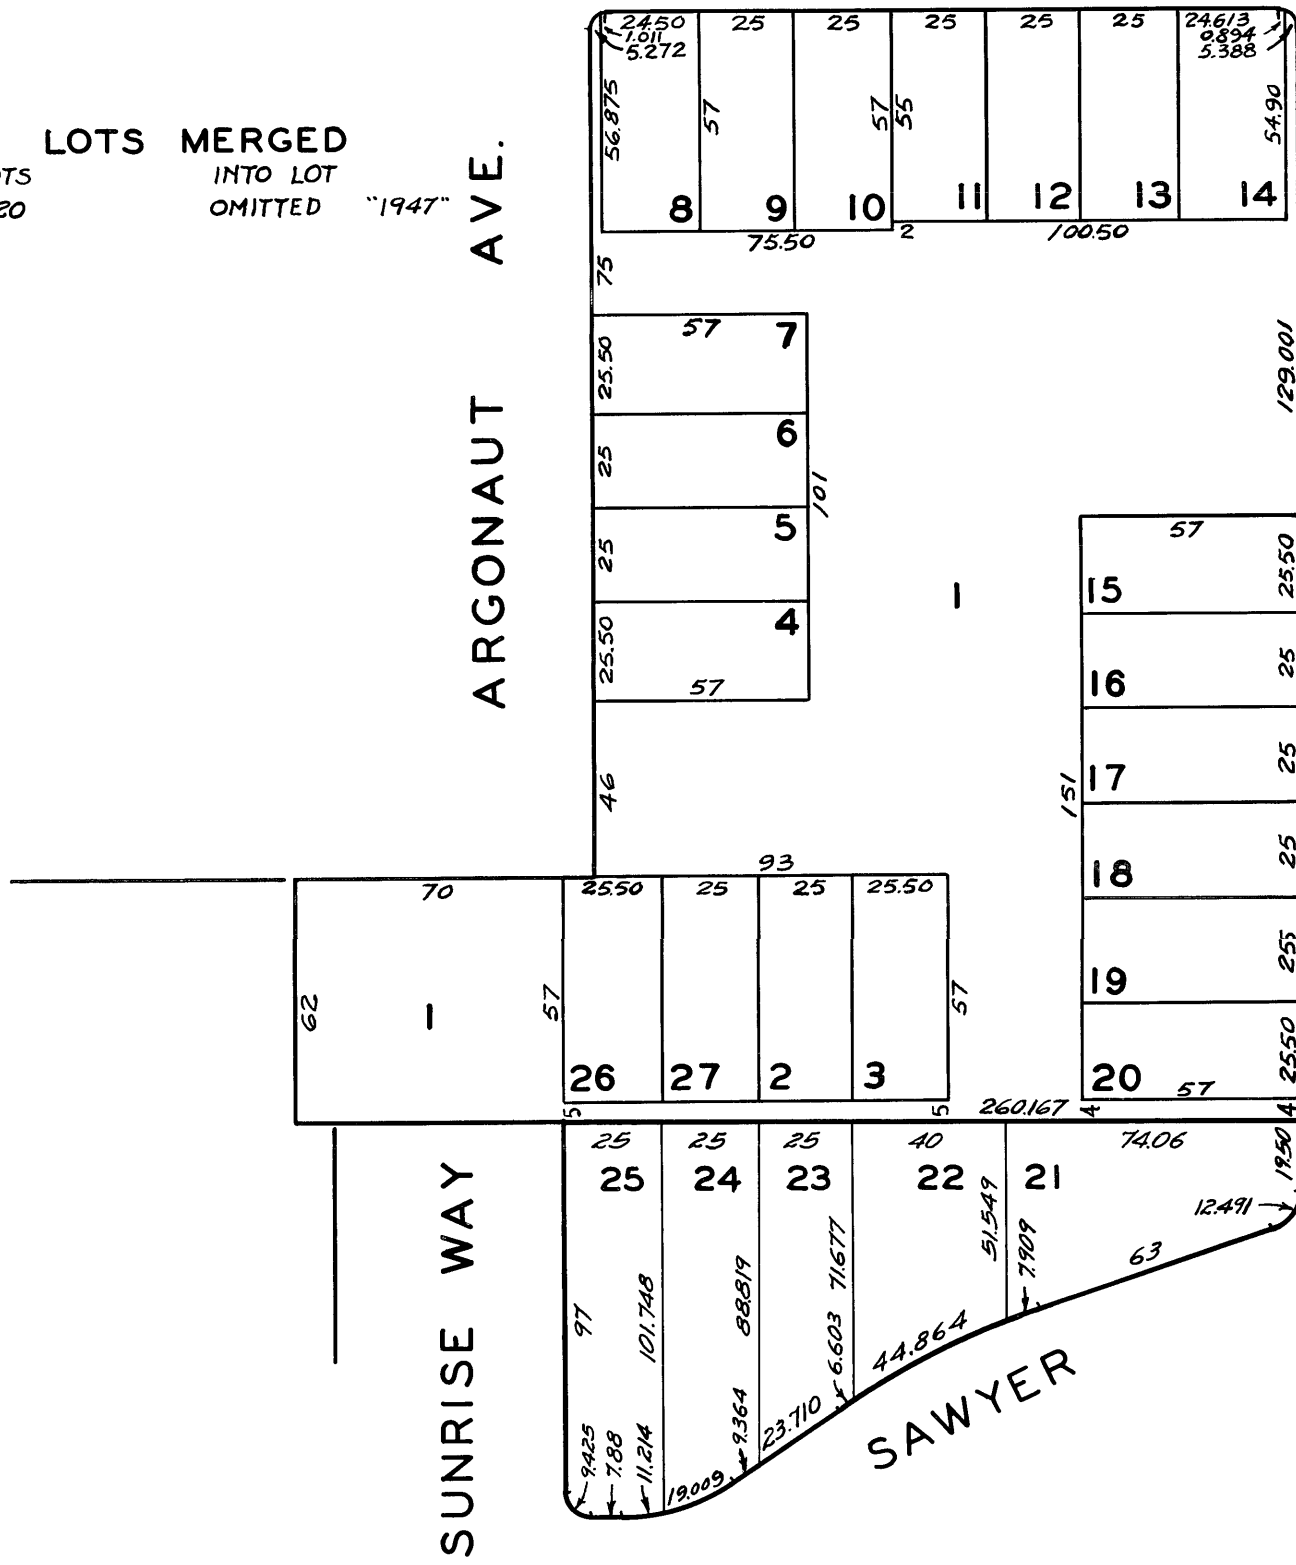 LOTS MERGED
OTS INTO LOT
20 OMITTED "1947"
ARGONAUT AVE.
24.50 25 25 25 25 25 24.613
1.011 0.894
5.272 5.388
56.875 57 57 55 54.90
8 9 10 11 12 13 14
75.50 2 100.50
75
57 7
25.50
6
25
101
5
25
4
25.50
57
46
129.001
1
57
15 25.50
16 25
17 25
151
18 25
19 255
20 25.50
57
4 4
93
70 25.50 25 25 25.50
62 1 57 57
26 27 2 3
5 5 260.167
25 25 25 40 74.06
25 24 23 22 21
19.50
12.491
97 101.748 88.819 71.677 51.549 7.909 63
6.603 44.864
9.425 7.88 11.214 19.009 9.364 23.710
SUNRISE WAY
SAWYER